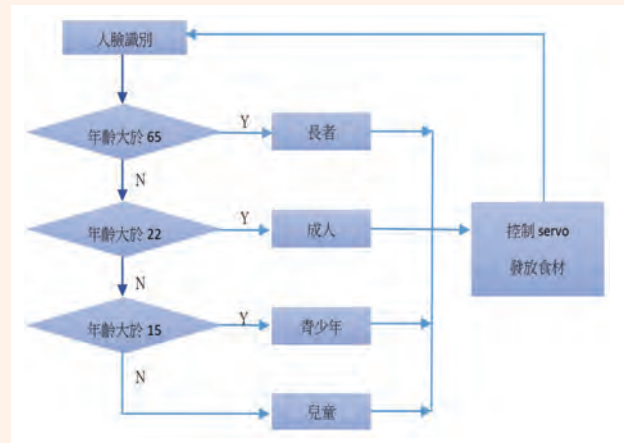 人臉識別
年齡大於 65
Y
長者
N
年齡大於 22
Y
成人
控制 servo
發放食材
N
年齡大於 15
Y
青少年
N
兒童